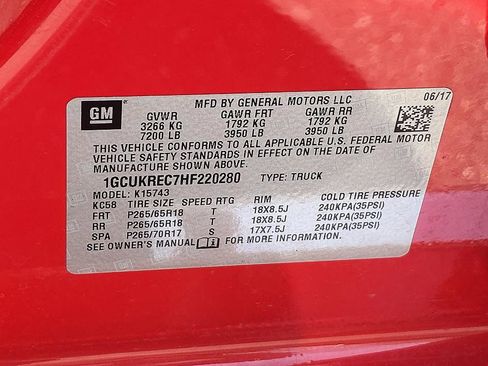 MFD BY GENERAL MOTORS LLC 06/17
GM GVWR GAWR FRT GAWR RR
3266 KG 1792 KG 1792 KG
7200 LB 3950 LB 3950 LB
THIS VEHICLE CONFORMS TO ALL APPLICABLE U.S. FEDERAL MOTOR
VEHICLE SAFETY, BUMPER, AND THEFT PREVENTION
STANDARDS IN EFFECT ON THE DATE OF
MANUFACTURE SHOWN ABOVE.
1GCUKREC7HF220280 TYPE: TRUCK
MODEL: K15743
KC58 TIRE SIZE SPEED RTG RIM COLD TIRE PRESSURE
FRT P265/65R18 T 18X8.5J 240KPA(35PSI)
RR P265/65R18 T 18X8.5J 240KPA(35PSI)
SPA P265/70R17 S 17X7.5J 240KPA(35PSI)
SEE OWNER'S MANUAL